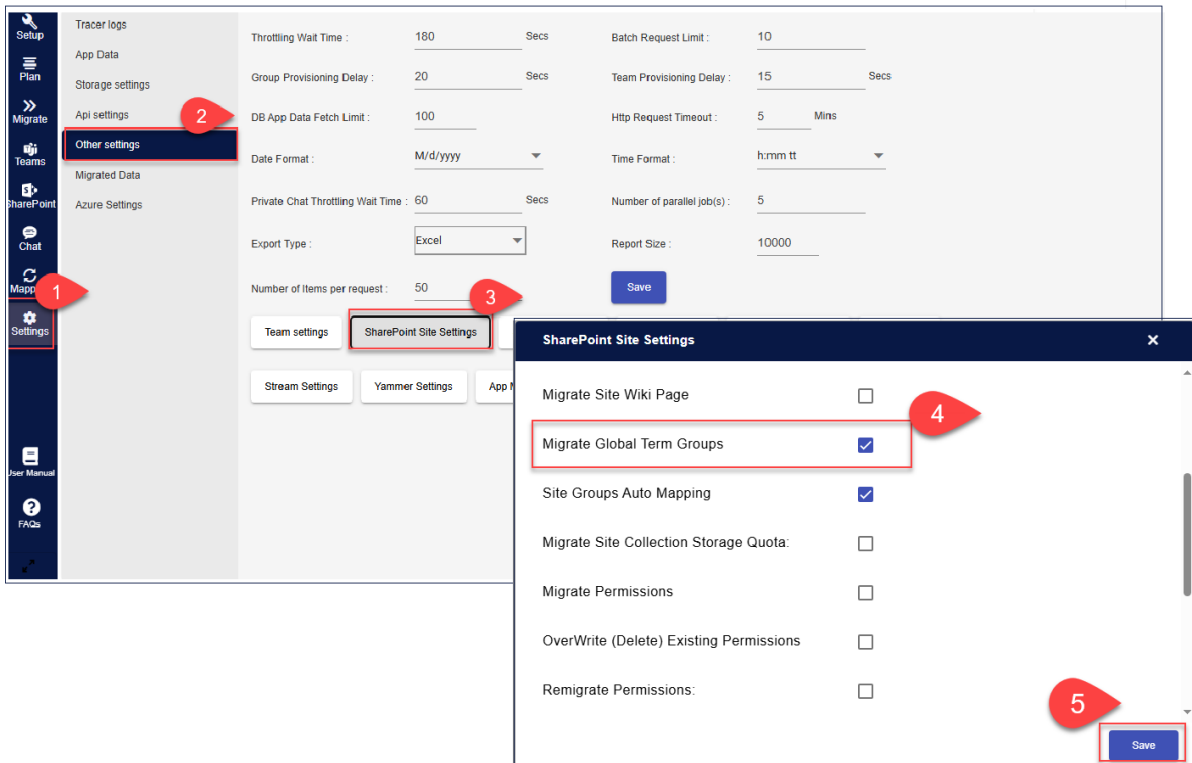 Setup
Plan
Migrate
Teams
SharePoint
Chat
Mapp
1
Settings
User Manual
FAQs
Tracer logs
App Data
Storage settings
Api settings
2
Other settings
Migrated Data
Azure Settings
Throttling Wait Time : 180 Secs Batch Request Limit : 10
Group Provisioning Delay : 20 Secs Team Provisioning Delay : 15 Secs
DB App Data Fetch Limit : 100 Http Request Timeout : 5 Mins
Date Format : M/d/yyyy Time Format : h:mm tt
Private Chat Throttling Wait Time : 60 Secs Number of parallel job(s) : 5
Export Type : Excel Report Size : 10000
Number of Items per request : 50 Save
3
Team settings SharePoint Site Settings
Stream Settings Yammer Settings App
SharePoint Site Settings
Migrate Site Wiki Page
4
Migrate Global Term Groups
Site Groups Auto Mapping
Migrate Site Collection Storage Quota:
Migrate Permissions
OverWrite (Delete) Existing Permissions
Remigrate Permissions:
5
Save